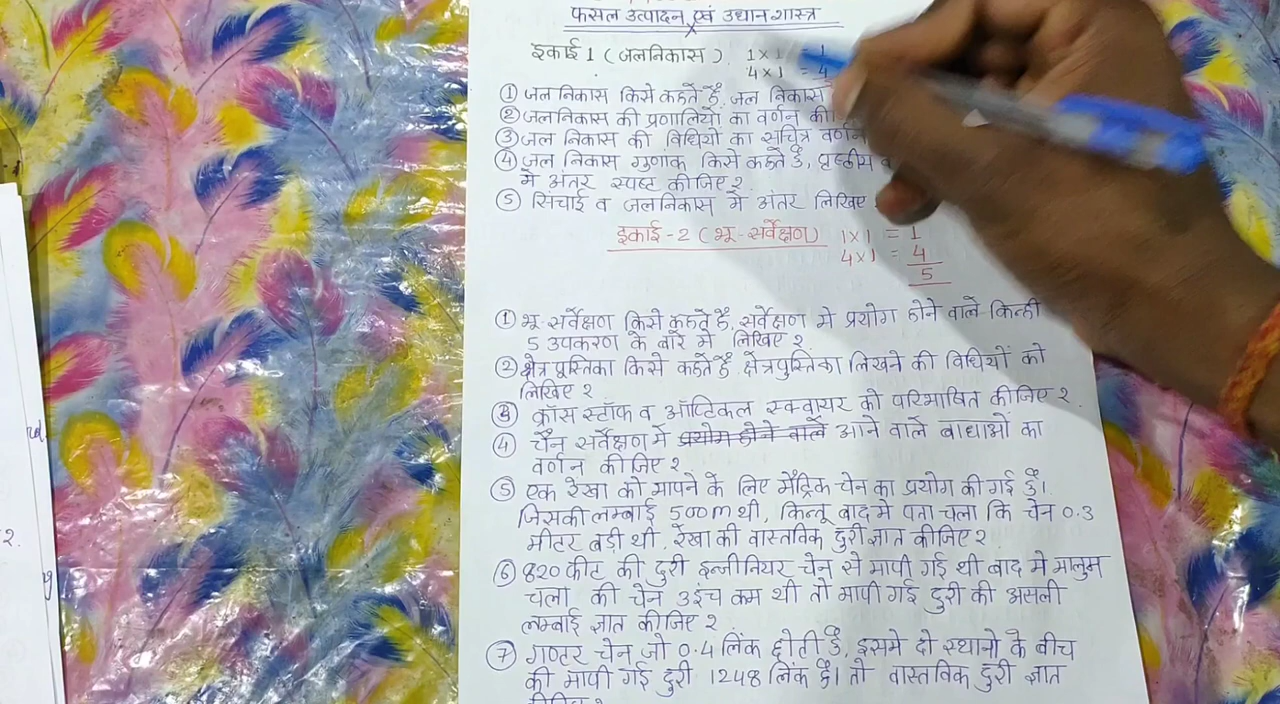 फसल उत्पादन एवं उद्यानशास्त्र
इकाई 1 (जलनिकास) 1×1 = 1
4×1 = 4
① जल निकास किसे कहते हैं, जल निकास
② जलनिकास की प्रणालियों का वर्णन
③ जल निकास की विधियों का सचित्र वर्णन
④ जल निकास गुणांक किसे कहते हैं, पृष्ठीय व
में अंतर स्पष्ट कीजिए?
⑤ सिंचाई व जलनिकास में अंतर लिखिए
इकाई-2 (भू-सर्वेक्षण) 1×1 = 1
4×1 = 4
5
① भू-सर्वेक्षण किसे कहते हैं, सर्वेक्षण में प्रयोग होने वाले किन्ही
5 उपकरण के बारे में लिखिए?
② क्षेत्रपुस्तिका किसे कहते हैं, क्षेत्रपुस्तिका लिखने की विधियों को
लिखिए?
③ क्रॉस स्टॉफ व ऑप्टिकल स्क्वायर को परिभाषित कीजिए?
④ चैन सर्वेक्षण में प्रयोग होने वाले आने वाले बाधाओं का
वर्णन कीजिए?
⑤ एक रेखा को मापने के लिए मैट्रिक चेन का प्रयोग की गई है।
जिसकी लम्बाई 500m थी, किन्तू बाद में पता चला कि चेन 0.3
मीटर बड़ी थी, रेखा की वास्तविक दुरी ज्ञात कीजिए?
⑥ 820 फीट की दुरी इन्जीनियर चेन से मापी गई थी बाद मे मालुम
चला की चेन 3 इंच कम थी तो मापी गई दुरी की असली
लम्बाई ज्ञात कीजिए?
⑦ गण्टर चेन जो 0.4 लिंक छोटी है, इसमे दो स्थानो के बीच
की मापी गई दुरी 1248 लिंक है। तो वास्तविक दुरी ज्ञात
2.